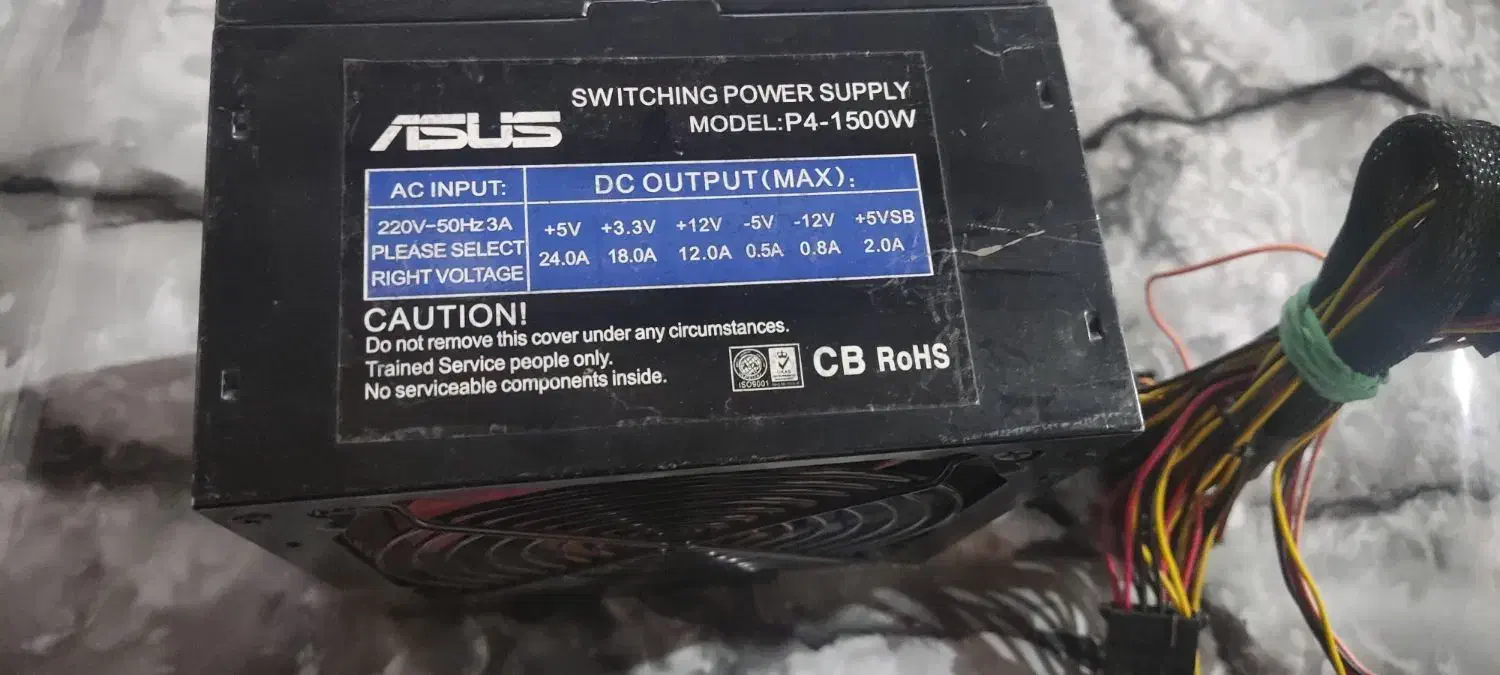 SWITCHING POWER SUPPLY
ASUS
MODEL:P4-1500W
AC INPUT:
DC OUTPUT(MAX):
220V-50Hz 3A
PLEASE SELECT
RIGHT VOLTAGE
+5V +3.3V +12V -5V -12V +5VSB
24.0A 18.0A 12.0A 0.5A 0.8A 2.0A
CAUTION!
Do not remove this cover under any circumstances.
Trained Service people only.
No serviceable components inside.
ISO9001
CB RoHS